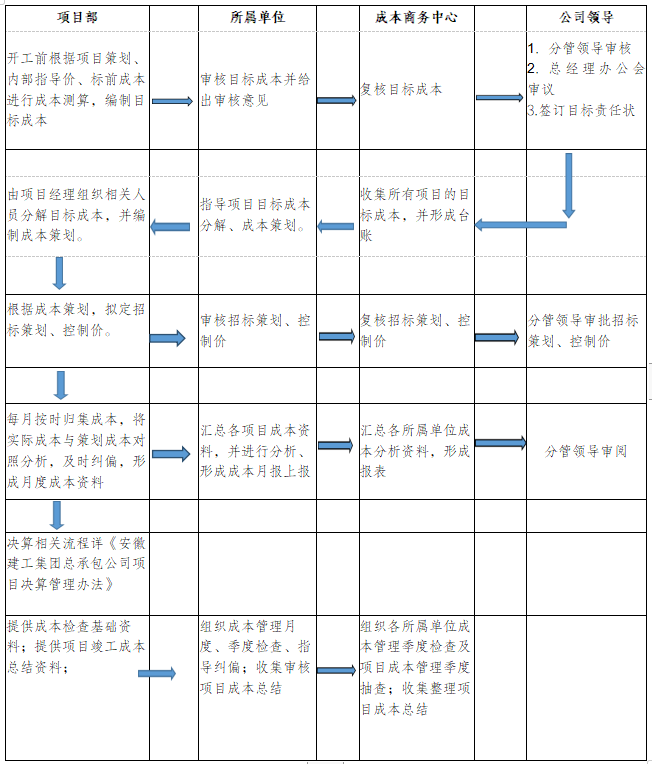 项目部
所属单位
成本商务中心
公司领导
开工前根据项目策划、
内部指导价、标前成本
进行成本测算，编制目
标成本
审核目标成本并给
出审核意见
复核目标成本
1. 分管领导审核
2. 总经理办公会
审议
3.签订目标责任状
由项目经理组织相关人
员分解目标成本，并编
制成本策划。
指导项目目标成本
分解、成本策划。
收集所有项目的目
标成本，并形成台
账
根据成本策划，拟定招
标策划、控制价。
审核招标策划、控
制价
复核招标策划、控
制价
分管领导审批招标
策划、控制价
每月按时归集成本，将
实际成本与策划成本对
照分析，及时纠偏，形
成月度成本资料
汇总各项目成本资
料，并进行分析、
形成成本月报上报
汇总各所属单位成
本分析资料，形成
报表
分管领导审阅
决算相关流程详《安徽
建工集团总承包公司项
目决算管理办法》
提供成本检查基础资
料；提供项目竣工成本
总结资料；
组织成本管理月
度、季度检查、指
导纠偏；收集审核
项目成本总结
组织各所属单位成
本管理季度检查及
项目成本管理季度
抽查；收集整理项
目成本总结